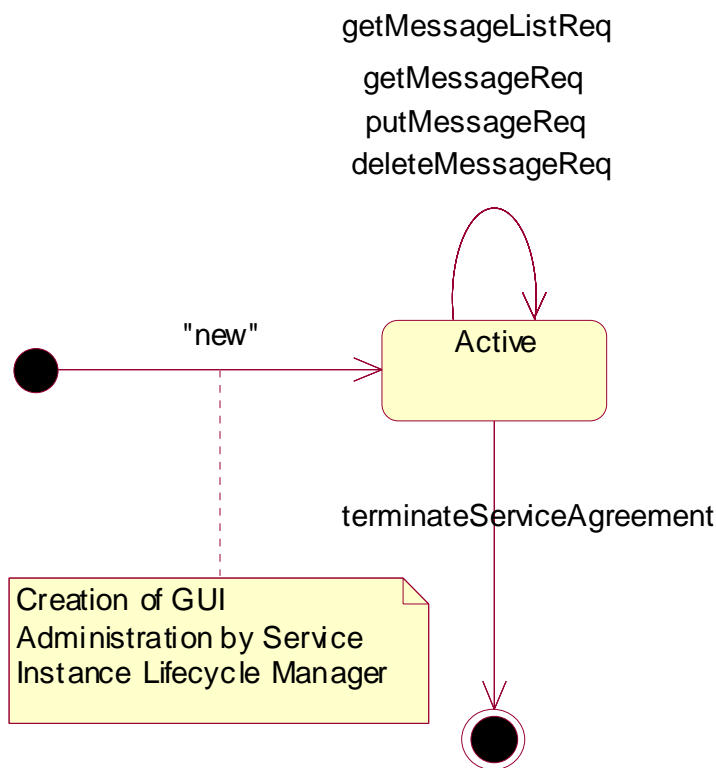 getMessageListReq
getMessageReq
putMessageReq
deleteMessageReq
"new"
Active
terminateServiceAgreement
Creation of GUI
Administration by Service
Instance Lifecycle Manager